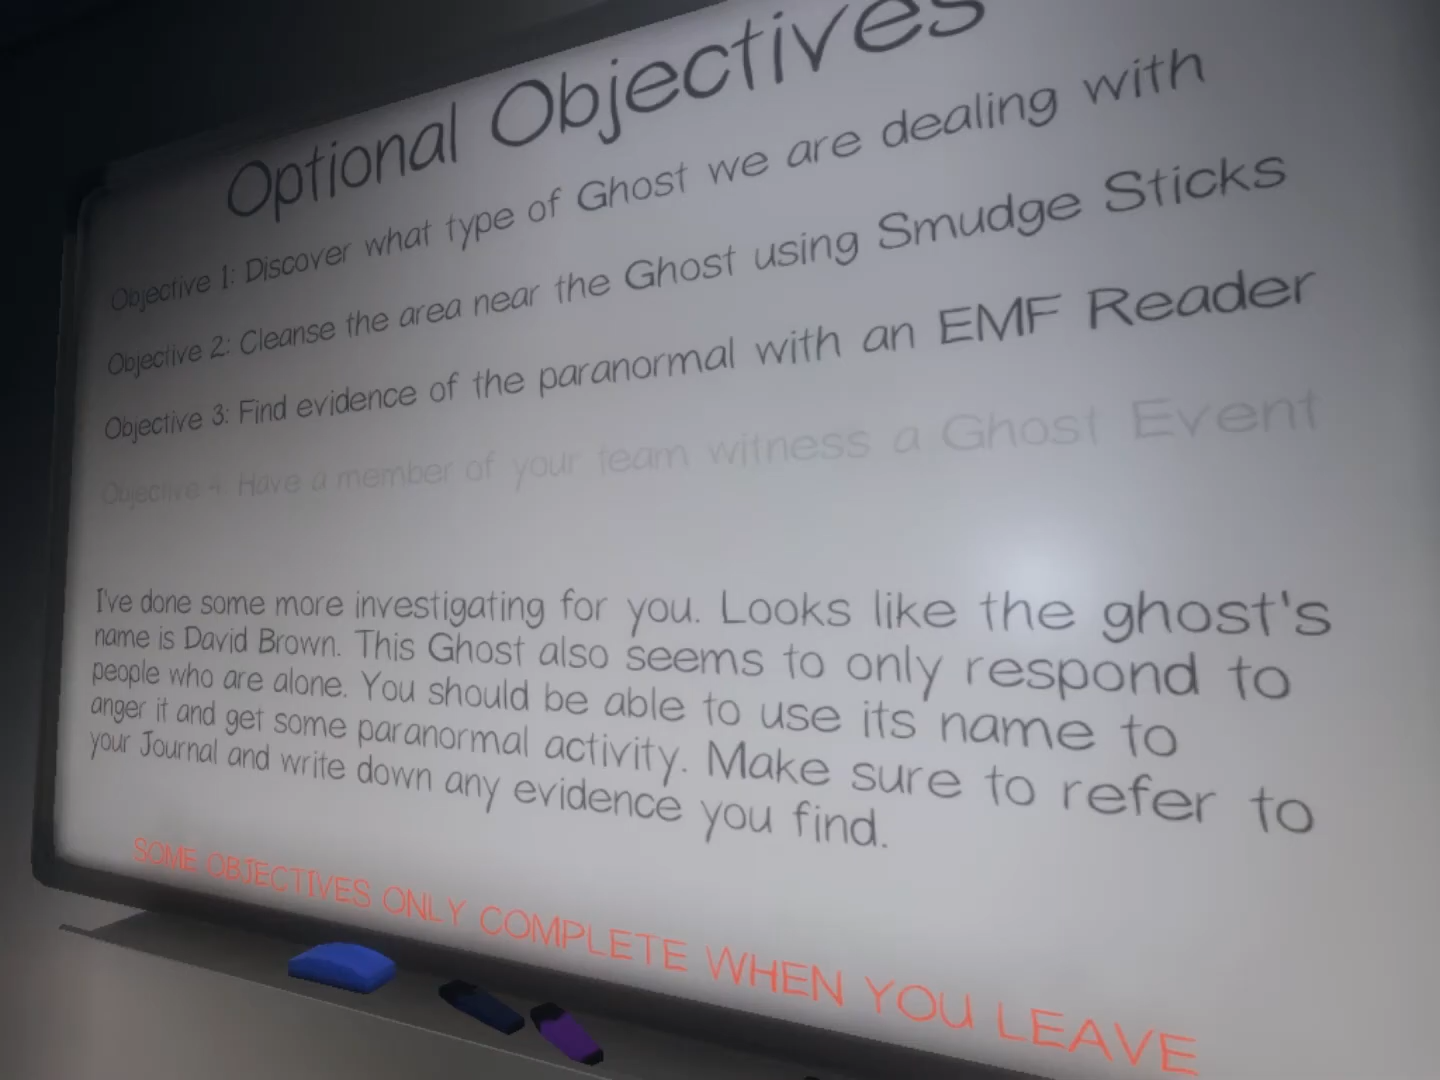 Optional Objectives
Objective 1: Discover what type of Ghost we are dealing with
Objective 2: Cleanse the area near the Ghost using Smudge Sticks
Objective 3: Find evidence of the paranormal with an EMF Reader
Objective 4: Have a member of your team witness a Ghost Event
I've done some more investigating for you. Looks like the ghost's
name is David Brown. This Ghost also seems to only respond to
people who are alone. You should be able to use its name to
anger it and get some paranormal activity. Make sure to refer to
your Journal and write down any evidence you find.
SOME OBJECTIVES ONLY COMPLETE WHEN YOU LEAVE